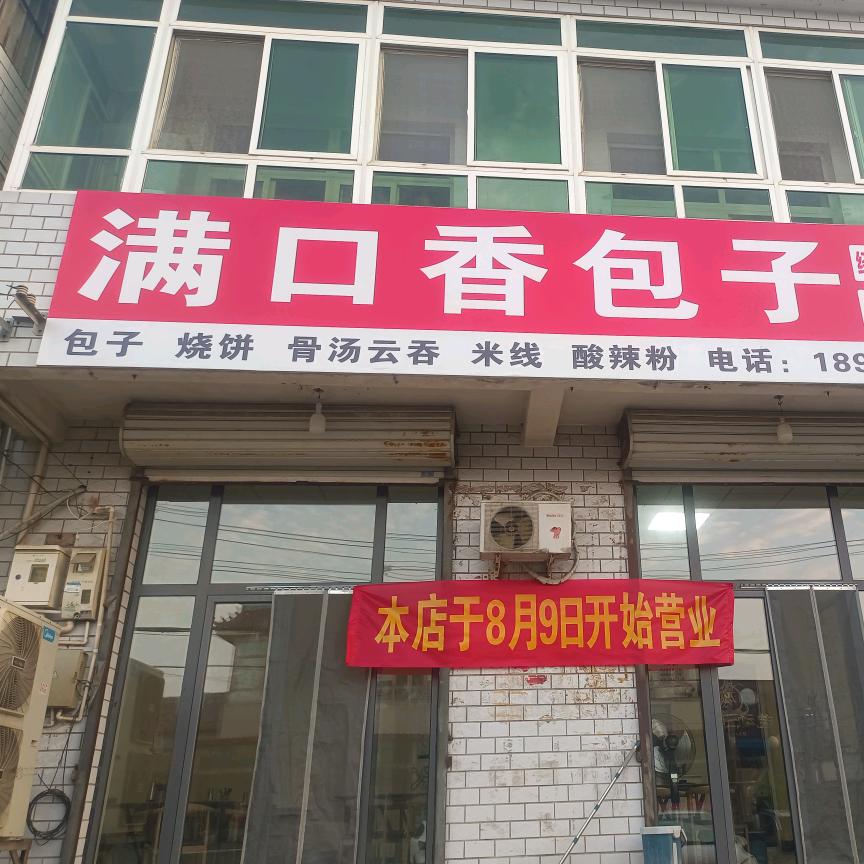 满口香包子
包子 烧饼 骨汤云吞 米线 酸辣粉 电话：189
本店于8月9日开始营业